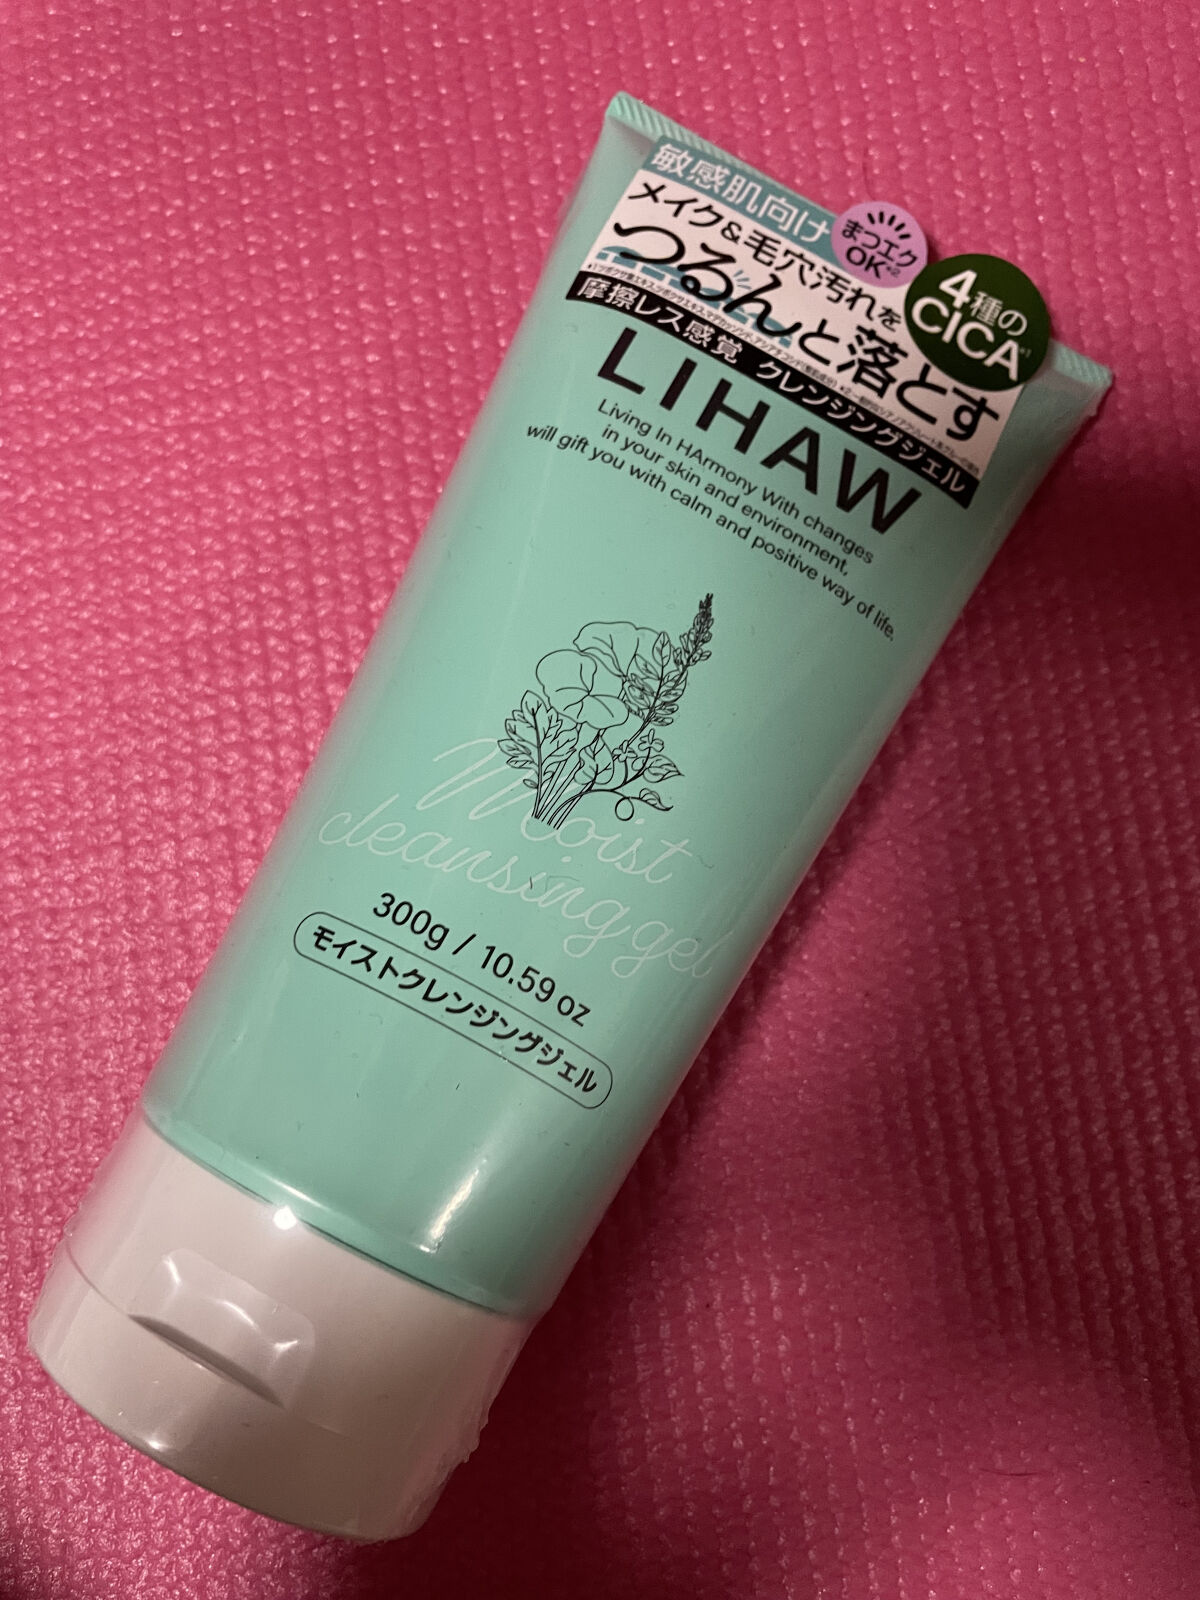 敏感肌向け
まつエク
OK※2
4種の
CICA※1
メイク&毛穴汚れを
つるんと落とす
摩擦レス感覚 クレンジングジェル
LIHAW
Living In HArmony With changes
in your skin and environment,
will gift you with calm and positive way of life.
Moist
cleansing gel
300g / 10.59 oz
モイストクレンジングジェル